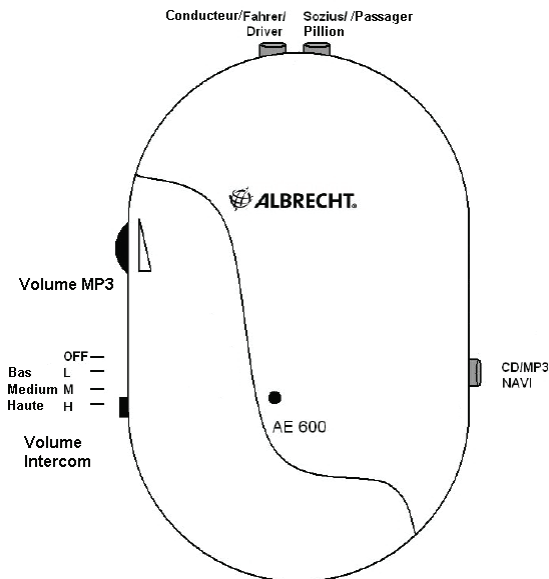 Conducteur/Fahrer/
Driver
Sozius/ /Passager
Pillion
ALBRECHT®
Volume MP3
OFF
Bas L
Medium M
Haute H
Volume
Intercom
CD/MP3
NAVI
AE 600